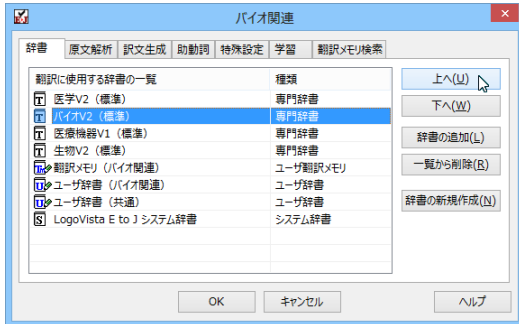 バイオ関連
辞書 原文解析 訳文生成 助動詞 特殊設定 学習 翻訳メモリ検索
翻訳に使用する辞書の一覧 種類
医学V2（標準） 専門辞書
バイオV2（標準） 専門辞書
医療機器V1（標準） 専門辞書
生物V2（標準） 専門辞書
翻訳メモリ（バイオ関連） ユーザ翻訳メモリ
ユーザ辞書（バイオ関連） ユーザ辞書
ユーザ辞書（共通） ユーザ辞書
LogoVista E to J システム辞書 システム辞書
上へ(U)
下へ(W)
辞書の追加(L)
一覧から削除(R)
辞書の新規作成(N)
OK キャンセル ヘルプ